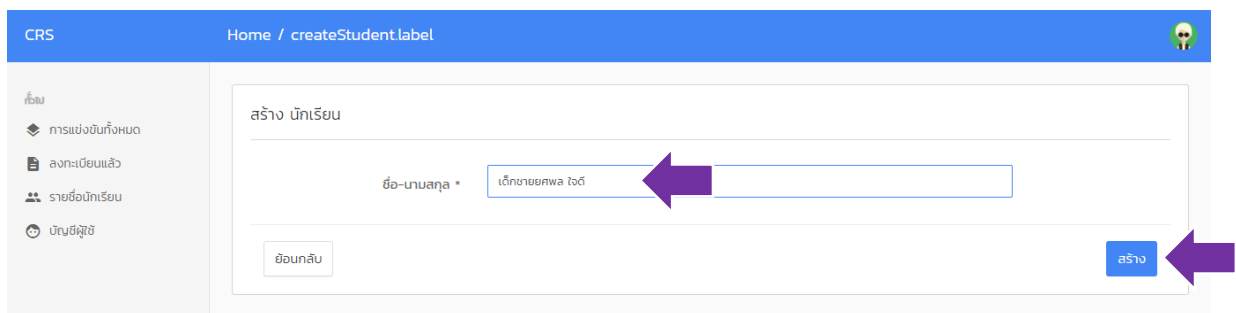 CRS
Home / createStudent.label
ทั่วไป
การแข่งขันทั้งหมด
ลงทะเบียนแล้ว
รายชื่อนักเรียน
บัญชีผู้ใช้
สร้าง นักเรียน
ชื่อ-นามสกุล *
เด็กชายยศพล ใจดี
ย้อนกลับ
สร้าง